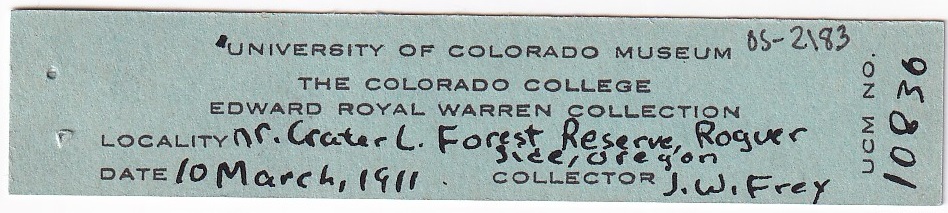 UNIVERSITY OF COLORADO MUSEUM OS-2183
THE COLORADO COLLEGE
EDWARD ROYAL WARREN COLLECTION
LOCALITY nr. Crater L. Forest Reserve, Roguer
Side, Oregon
DATE 10 March, 1911. COLLECTOR J. W. Frey
UCM NO. 10836